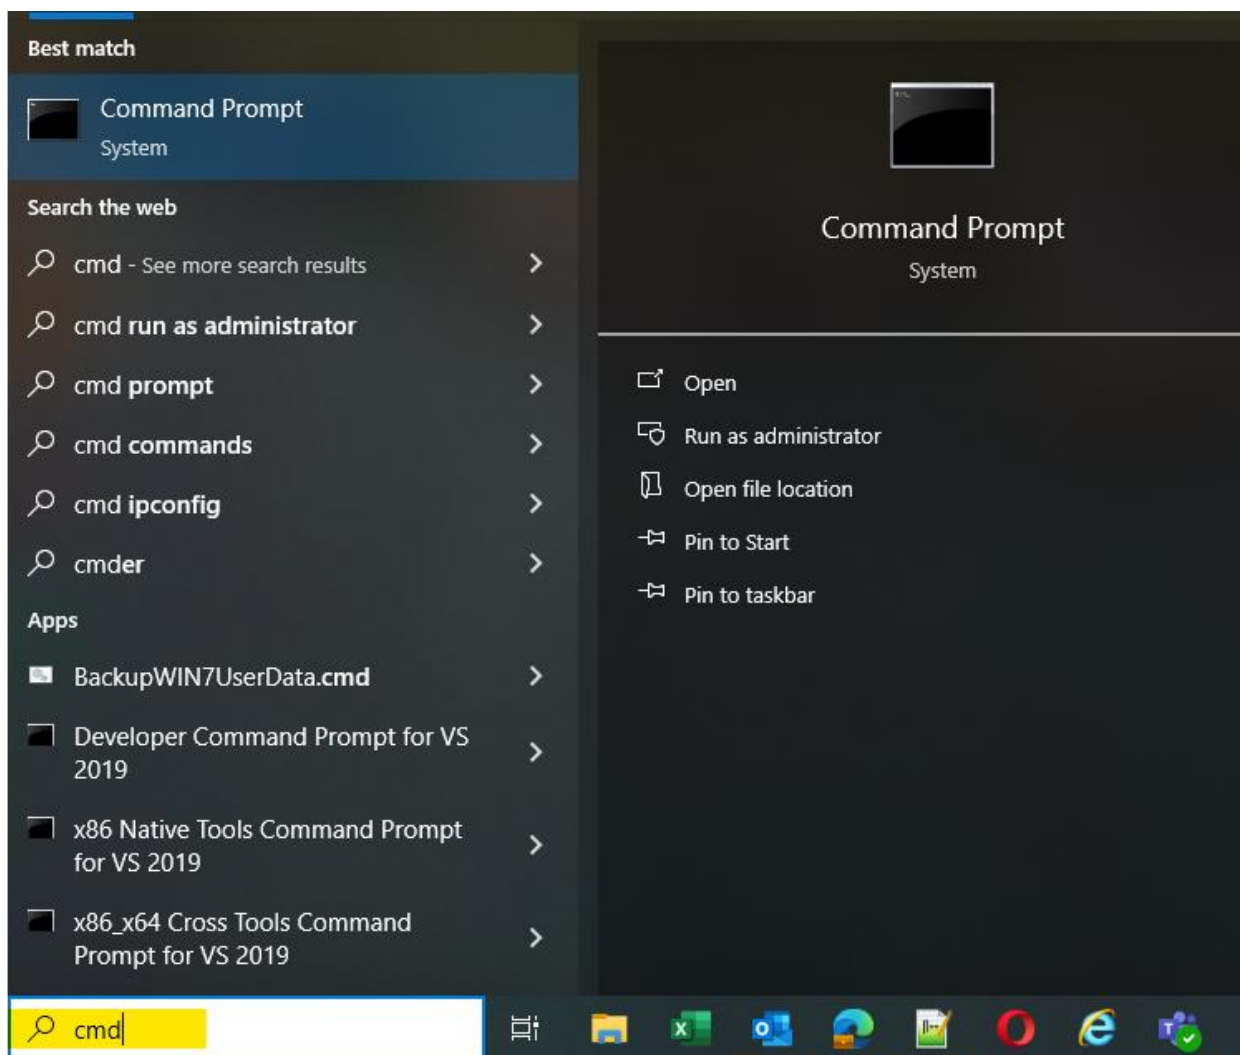 Best match
Command Prompt
System
Search the web
cmd - See more search results
cmd run as administrator
cmd prompt
cmd commands
cmd ipconfig
cmder
Apps
BackupWIN7UserData.cmd
Developer Command Prompt for VS
2019
x86 Native Tools Command Prompt
for VS 2019
x86_x64 Cross Tools Command
Prompt for VS 2019
cmd
Command Prompt
System
Open
Run as administrator
Open file location
Pin to Start
Pin to taskbar